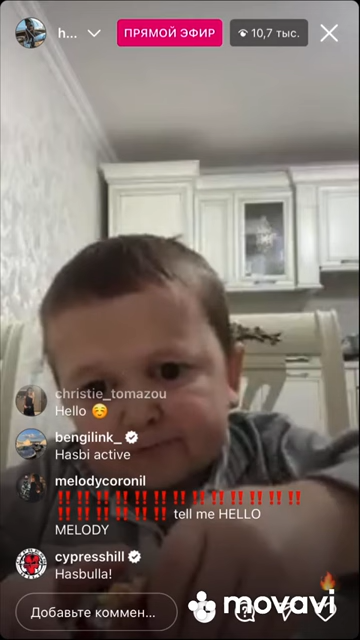 h...
ПРЯМОЙ ЭФИР
10,7 тыс.
christie_tomazou
Hello ☺️
bengilink_
Hasbi active
melodycoronil
‼️‼️‼️‼️‼️‼️‼️‼️‼️‼️‼️‼️‼️
‼️‼️‼️‼️‼️‼️ tell me HELLO
MELODY
cypresshill
Hasbulla!
Добавьте коммен...
movavi